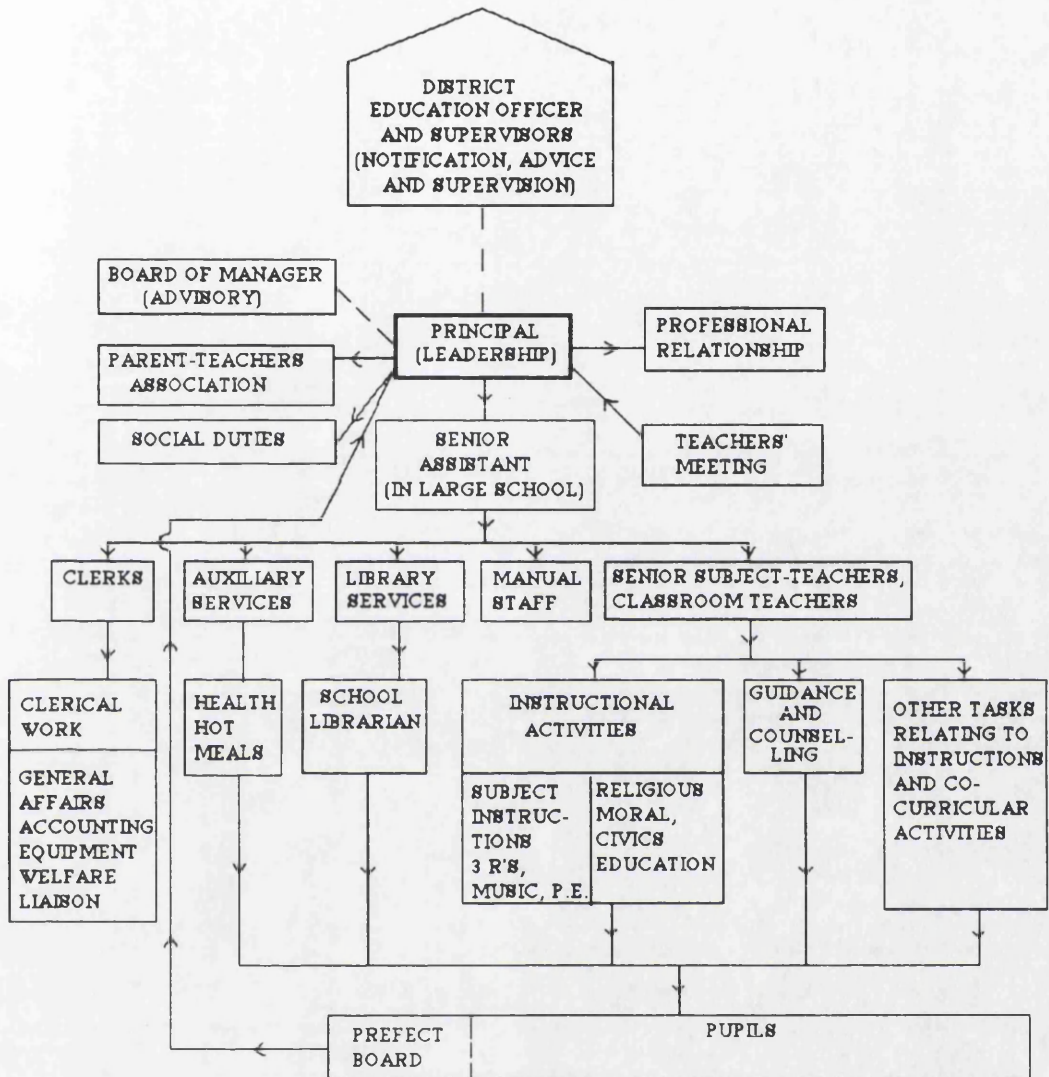 DISTRICT
EDUCATION OFFICER
AND SUPERVISORS
(NOTIFICATION, ADVICE
AND SUPERVISION)
BOARD OF MANAGER
(ADVISORY)
PRINCIPAL
(LEADERSHIP)
PROFESSIONAL
RELATIONSHIP
PARENT-TEACHERS
ASSOCIATION
SOCIAL DUTIES
SENIOR
ASSISTANT
(IN LARGE SCHOOL)
TEACHERS'
MEETING
CLERKS
AUXILLARY
SERVICES
LIBRARY
SERVICES
MANUAL
STAFF
SENIOR SUBJECT-TEACHERS,
CLASSROOM TEACHERS
CLERICAL
WORK
GENERAL
AFFAIRS
ACCOUNTING
EQUIPMENT
WELFARE
LIAISON
HEALTH
HOT
MEALS
SCHOOL
LIBRARIAN
INSTRUCTIONAL
ACTIVITIES
SUBJECT
INSTRUC-
TIONS
3 R'S,
MUSIC, P.E.
RELIGIOUS
MORAL,
CIVICS
EDUCATION
GUIDANCE
AND
COUNSEL-
LING
OTHER TASKS
RELATING TO
INSTRUCTIONS
AND CO-
CURRICULAR
ACTIVITIES
PREFECT
BOARD
PUPILS